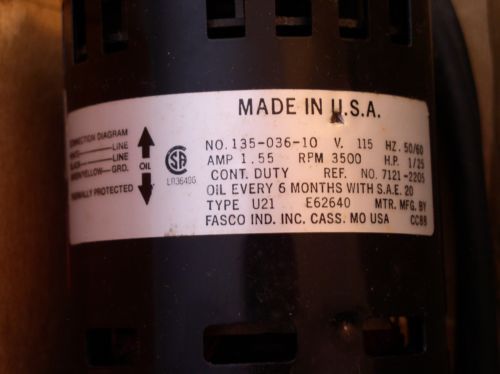 MADE IN U.S.A.
CONNECTION DIAGRAM
LINE
LINE
GRD.
THERMALLY PROTECTED
OIL
SA
NO. 135-036-10 V. 115 HZ. 50/60
AMP 1.55 RPM 3500 H.P. 1/25
CONT. DUTY REF. NO. 7121-2205
OIL EVERY 6 MONTHS WITH S.A.E. 20
TYPE U21 E62640 MTR. MFG. BY
FASCO IND. INC. CASS. MO USA CC88